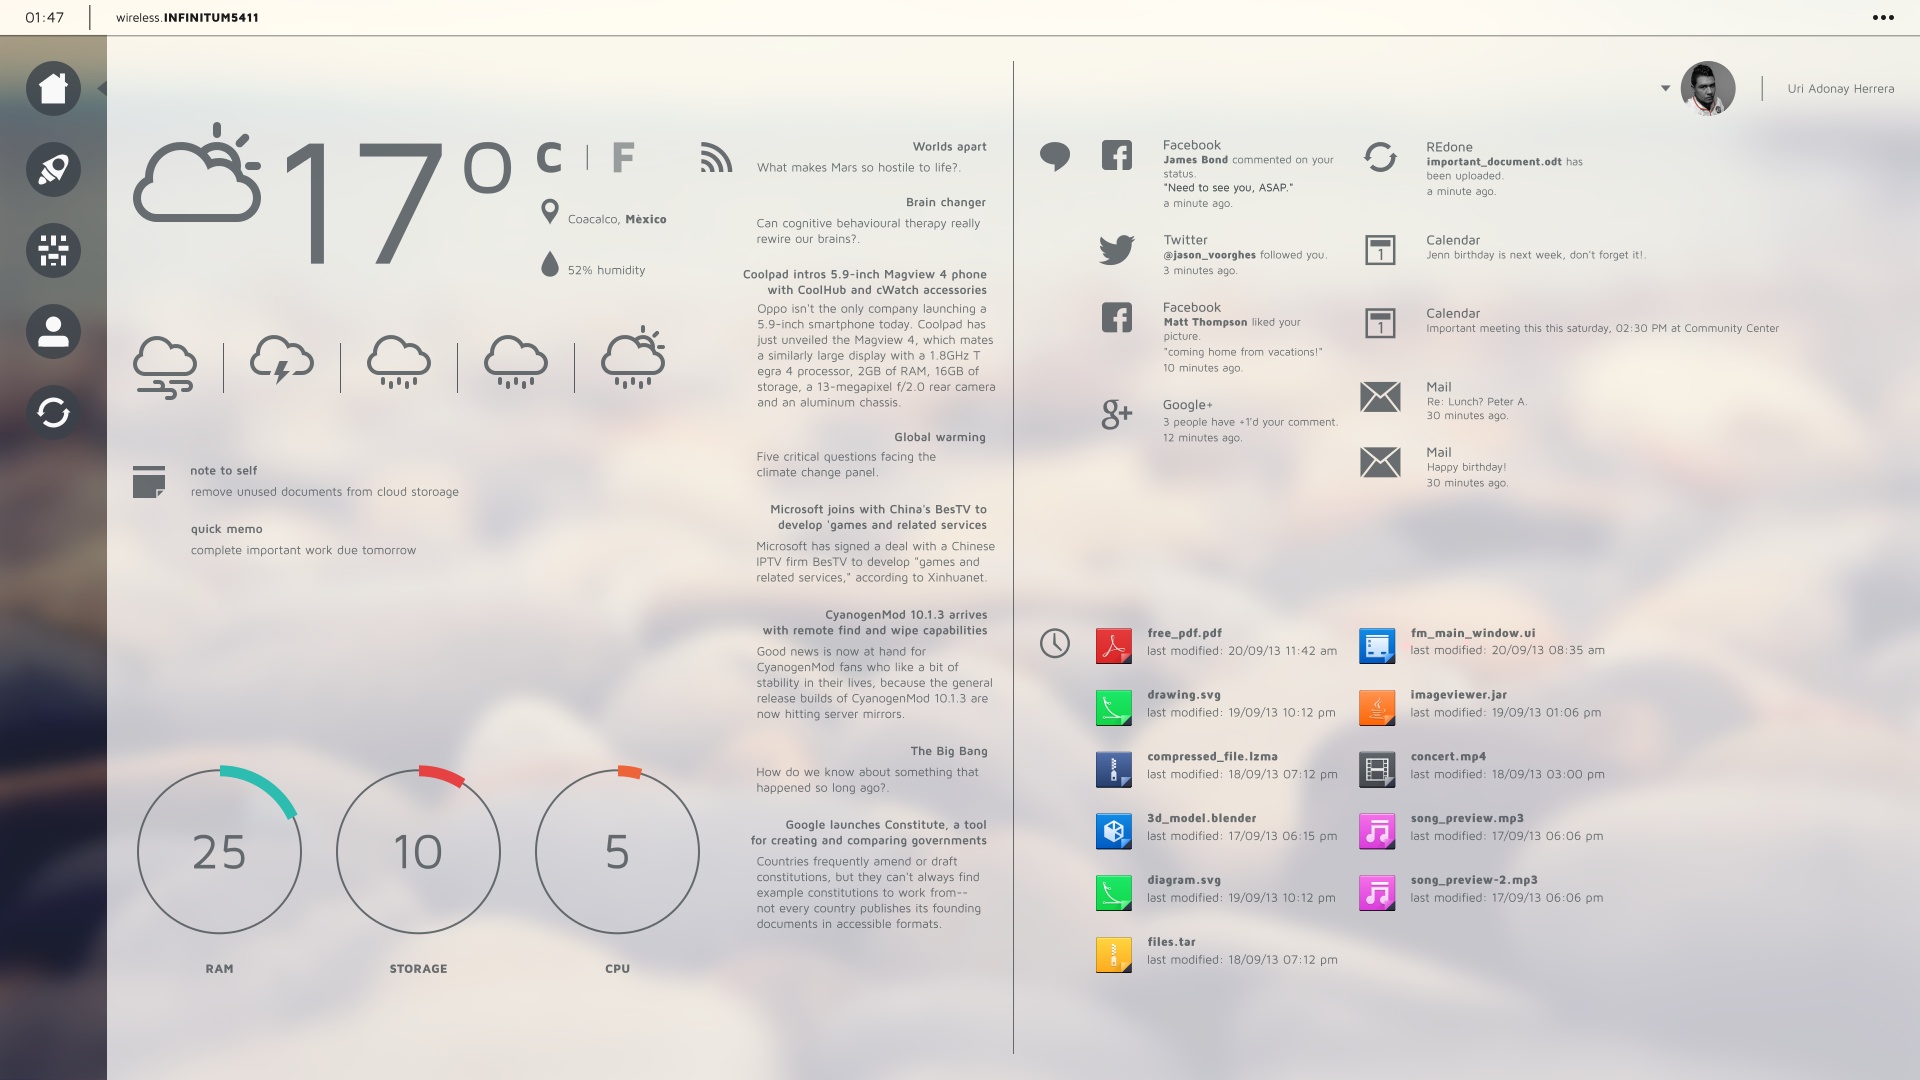 01:47
wireless.INFINITUM5411
•••
Uri Adonay Herrera
17°
C | F
Coacalco, Mèxico
52% humidity
note to self
remove unused documents from cloud storoage
quick memo
complete important work due tomorrow
25
RAM
10
STORAGE
5
CPU
Worlds apart
What makes Mars so hostile to life?.
Brain changer
Can cognitive behavioural therapy really
rewire our brains?.
Coolpad intros 5.9-inch Magview 4 phone
with CoolHub and cWatch accessories
Oppo isn't the only company launching a
5.9-inch smartphone today. Coolpad has
just unveiled the Magview 4, which mates
a similarly large display with a 1.8GHz T
egra 4 processor, 2GB of RAM, 16GB of
storage, a 13-megapixel f/2.0 rear camera
and an aluminum chassis.
Global warming
Five critical questions facing the
climate change panel.
Microsoft joins with China's BesTV to
develop 'games and related services
Microsoft has signed a deal with a Chinese
IPTV firm BesTV to develop "games and
related services," according to Xinhuanet.
CyanogenMod 10.1.3 arrives
with remote find and wipe capabilities
Good news is now at hand for
CyanogenMod fans who like a bit of
stability in their lives, because the general
release builds of CyanogenMod 10.1.3 are
now hitting server mirrors.
The Big Bang
How do we know about something that
happened so long ago?.
Google launches Constitute, a tool
for creating and comparing governments
Countries frequently amend or draft
constitutions, but they can't always find
example constitutions to work from--
not every country publishes its founding
documents in accessible formats.
Facebook
James Bond commented on your
status.
"Need to see you, ASAP."
a minute ago.
Twitter
@jason_voorghes followed you.
3 minutes ago.
Facebook
Matt Thompson liked your
picture.
"coming home from vacations!"
10 minutes ago.
g+
Google+
3 people have +1'd your comment.
12 minutes ago.
REdone
important_document.odt has
been uploaded.
a minute ago.
1
Calendar
Jenn birthday is next week, don't forget it!.
1
Calendar
Important meeting this this saturday, 02:30 PM at Community Center
Mail
Re: Lunch? Peter A.
30 minutes ago.
Mail
Happy birthday!
30 minutes ago.
free_pdf.pdf
last modified: 20/09/13 11:42 am
drawing.svg
last modified: 19/09/13 10:12 pm
compressed_file.lzma
last modified: 18/09/13 07:12 pm
3d_model.blender
last modified: 17/09/13 06:15 pm
diagram.svg
last modified: 19/09/13 10:12 pm
files.tar
last modified: 18/09/13 07:12 pm
fm_main_window.ui
last modified: 20/09/13 08:35 am
imageviewer.jar
last modified: 19/09/13 01:06 pm
concert.mp4
last modified: 18/09/13 03:00 pm
song_preview.mp3
last modified: 17/09/13 06:06 pm
song_preview-2.mp3
last modified: 17/09/13 06:06 pm